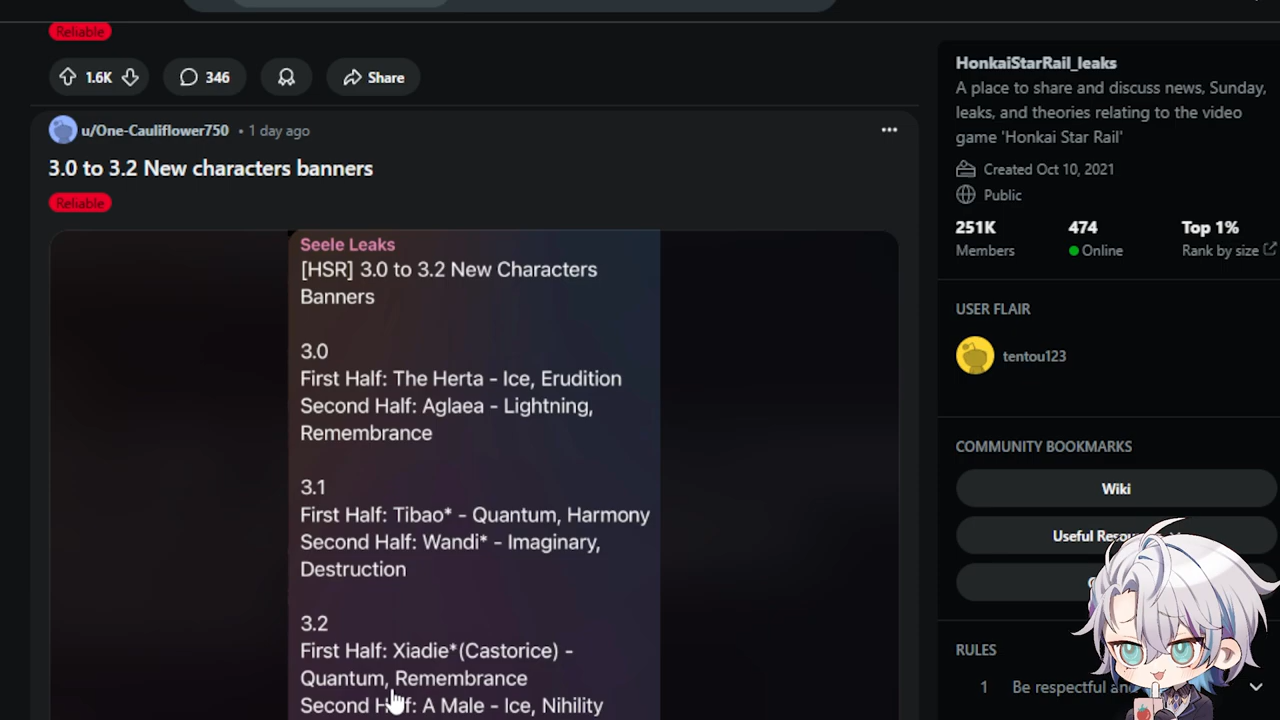 Reliable
1.6K
346
Share
u/One-Cauliflower750 • 1 day ago
3.0 to 3.2 New characters banners
Reliable
Seele Leaks
[HSR] 3.0 to 3.2 New Characters
Banners
3.0
First Half: The Herta - Ice, Erudition
Second Half: Aglaea - Lightning,
Remembrance
3.1
First Half: Tibao* - Quantum, Harmony
Second Half: Wandi* - Imaginary,
Destruction
3.2
First Half: Xiadie*(Castorice) -
Quantum, Remembrance
Second Half: A Male - Ice, Nihility
HonkaiStarRail_leaks
A place to share and discuss news, Sunday,
leaks, and theories relating to the video
game 'Honkai Star Rail'
Created Oct 10, 2021
Public
251K 474 Top 1%
Members Online Rank by size
USER FLAIR
tentou123
COMMUNITY BOOKMARKS
Wiki
Useful
RULES
1 Be respectful